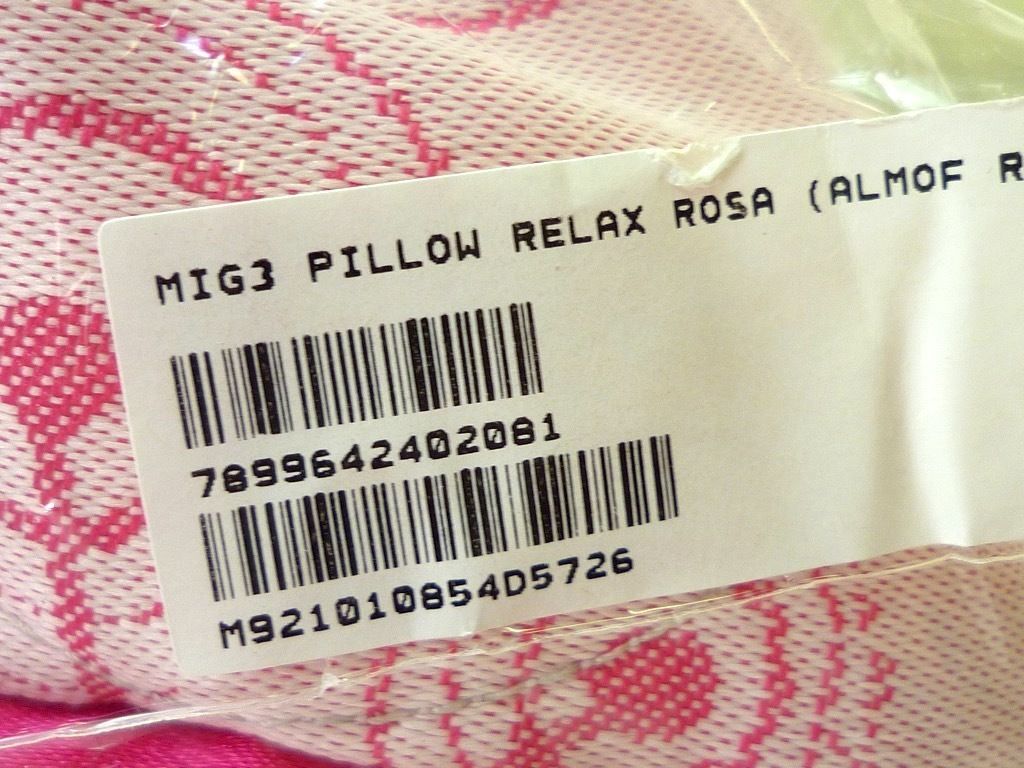 MIG3 PILLOW RELAX ROSA (ALMOF R
7899642402081
M921010854D5726